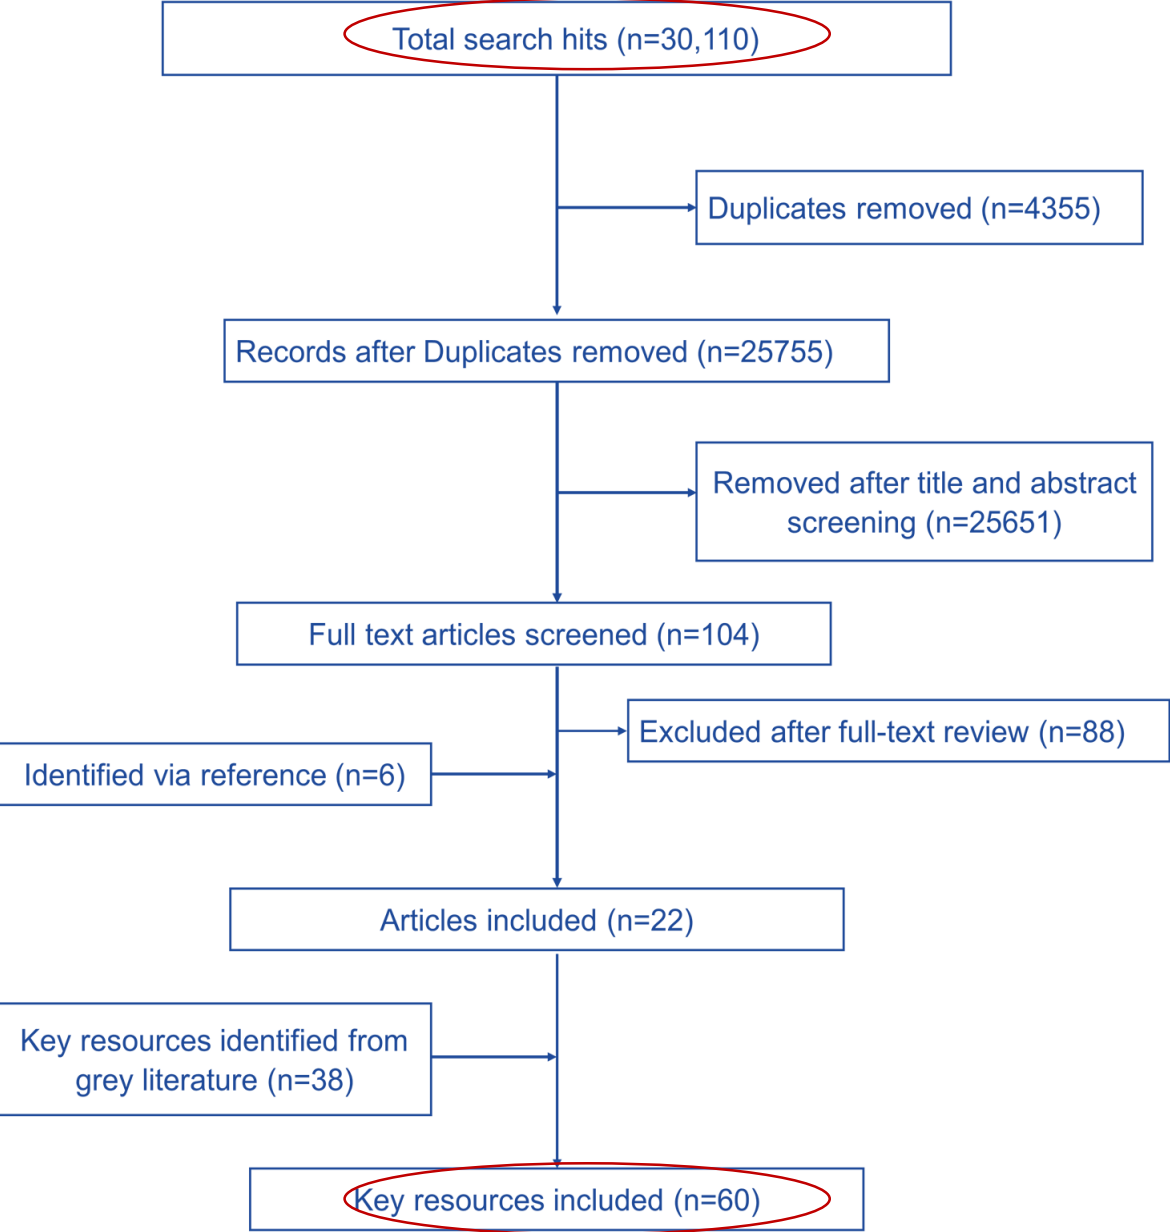 Total search hits (n=30,110)
Duplicates removed (n=4355)
Records after Duplicates removed (n=25755)
Removed after title and abstract
screening (n=25651)
Full text articles screened (n=104)
Excluded after full-text review (n=88)
Identified via reference (n=6)
Articles included (n=22)
Key resources identified from
grey literature (n=38)
Key resources included (n=60)